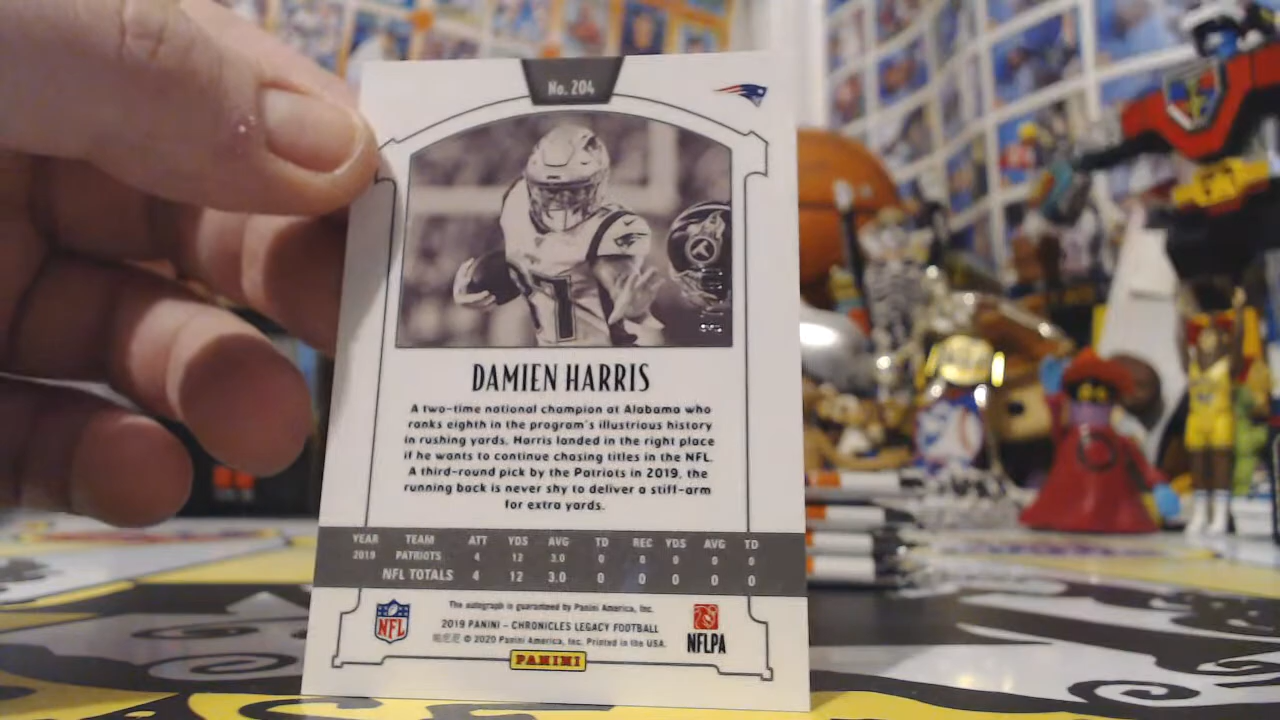 No. 204
DAMIEN HARRIS
A two-time national champion at Alabama who
ranks eighth in the program's illustrious history
in rushing yards, Harris landed in the right place
if he wants to continue chasing titles in the NFL.
A third-round pick by the Patriots in 2019, the
running back is never shy to deliver a stiff-arm
for extra yards.
YEAR TEAM ATT YDS AVG TD REC YDS AVG TD
2019 PATRIOTS 4 12 3.0 0 0 0 0 0
NFL TOTALS 4 12 3.0 0 0 0 0 0
The autograph is guaranteed by Panini America, Inc.
2019 PANINI - CHRONICLES LEGACY FOOTBALL
© 2020 Panini America, Inc. Printed in the USA.
NFL
NFLPA
PANINI